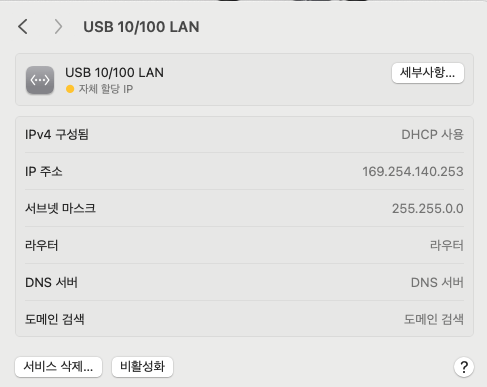 USB 10/100 LAN
USB 10/100 LAN
자체 할당 IP
세부사항...
IPv4 구성됨 DHCP 사용
IP 주소 169.254.140.253
서브넷 마스크 255.255.0.0
라우터 라우터
DNS 서버 DNS 서버
도메인 검색 도메인 검색
서비스 삭제... 비활성화 ?